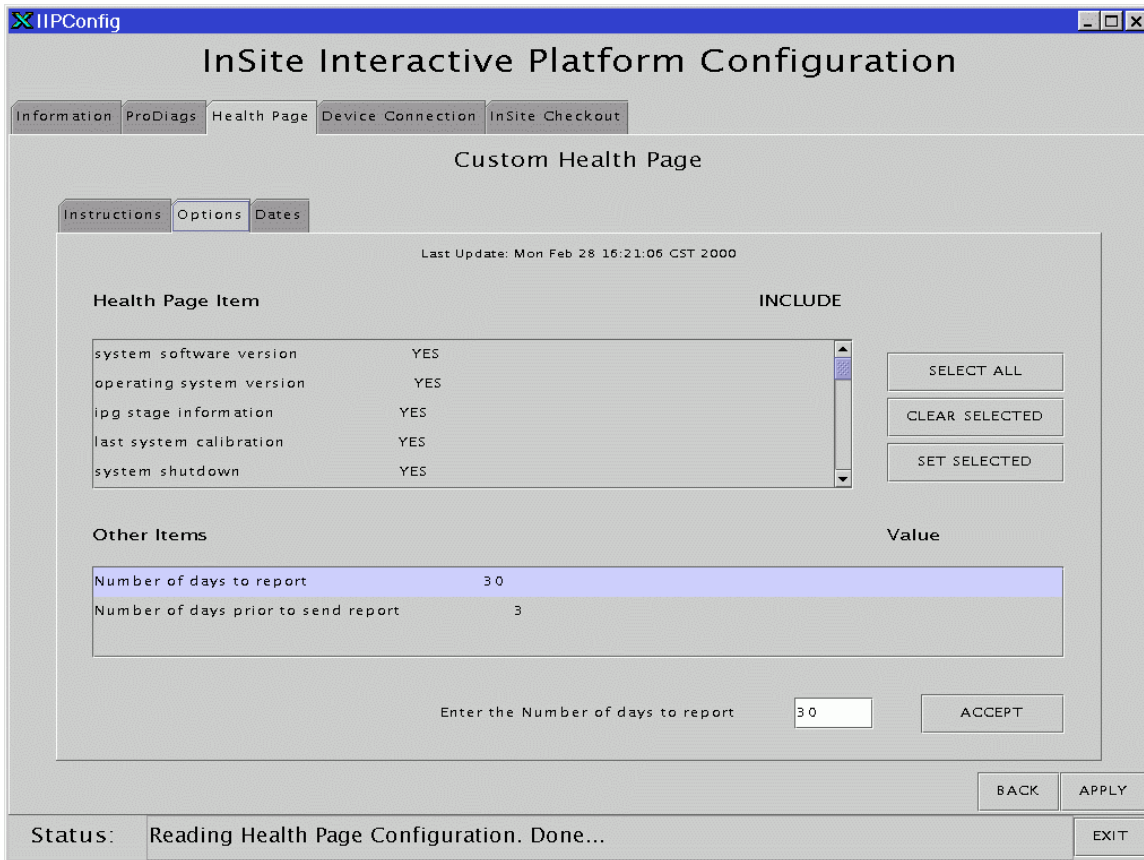 IIPConfig
InSite Interactive Platform Configuration
Information ProDiags Health Page Device Connection InSite Checkout
Custom Health Page
Instructions Options Dates
Last Update: Mon Feb 28 16:21:06 CST 2000
Health Page Item INCLUDE
system software version YES
operating system version YES
ipg stage information YES
last system calibration YES
system shutdown YES
SELECT ALL
CLEAR SELECTED
SET SELECTED
Other Items Value
Number of days to report 30
Number of days prior to send report 3
Enter the Number of days to report 30 ACCEPT
BACK APPLY
Status: Reading Health Page Configuration. Done... EXIT